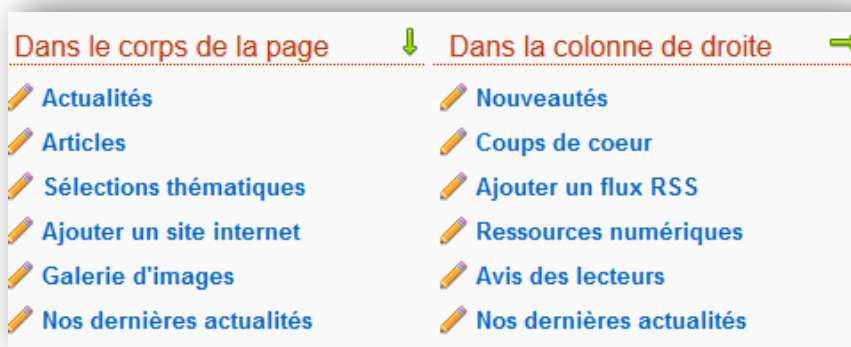 Dans le corps de la page
Actualités
Articles
Sélections thématiques
Ajouter un site internet
Galerie d'images
Nos dernières actualités
Dans la colonne de droite
Nouveautés
Coups de coeur
Ajouter un flux RSS
Ressources numériques
Avis des lecteurs
Nos dernières actualités